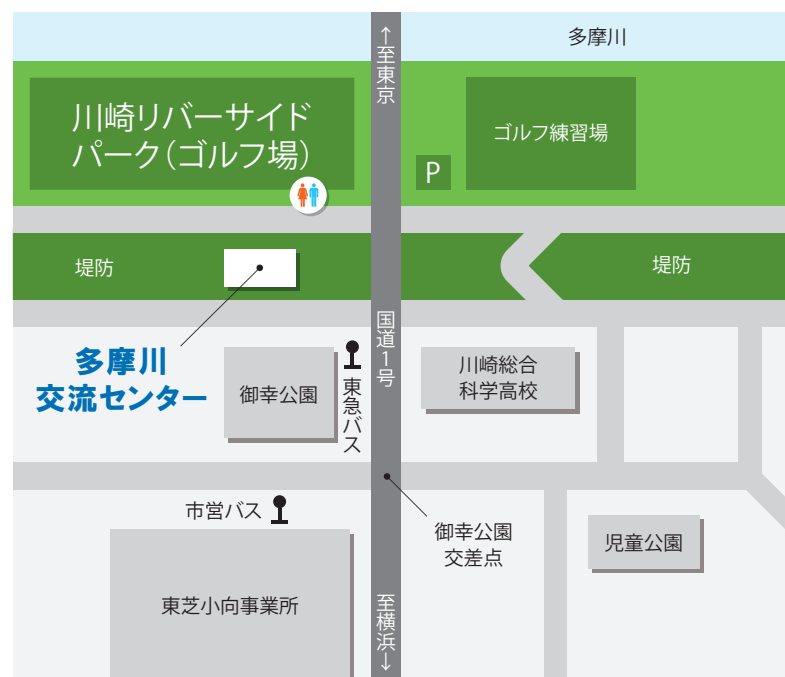 多摩川
↑至東京
川崎リバーサイド
パーク(ゴルフ場)
ゴルフ練習場
P
堤防
堤防
国道1号
多摩川
交流センター
御幸公園
東急バス
川崎総合
科学高校
市営バス
御幸公園
交差点
児童公園
東芝小向事業所
至横浜↓